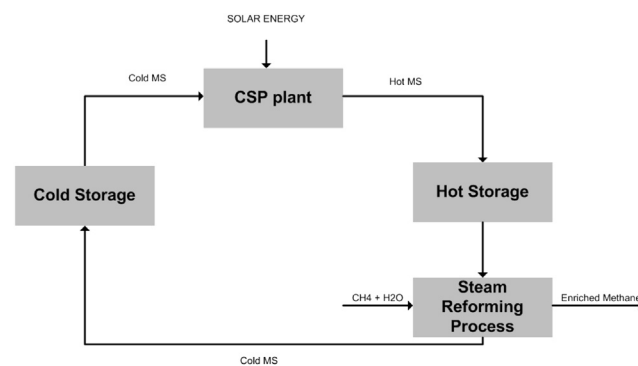 SOLAR ENERGY
Cold MS
CSP plant
Hot MS
Cold Storage
Hot Storage
CH4 + H2O
Steam
Reforming
Process
Enriched Methane
Cold MS